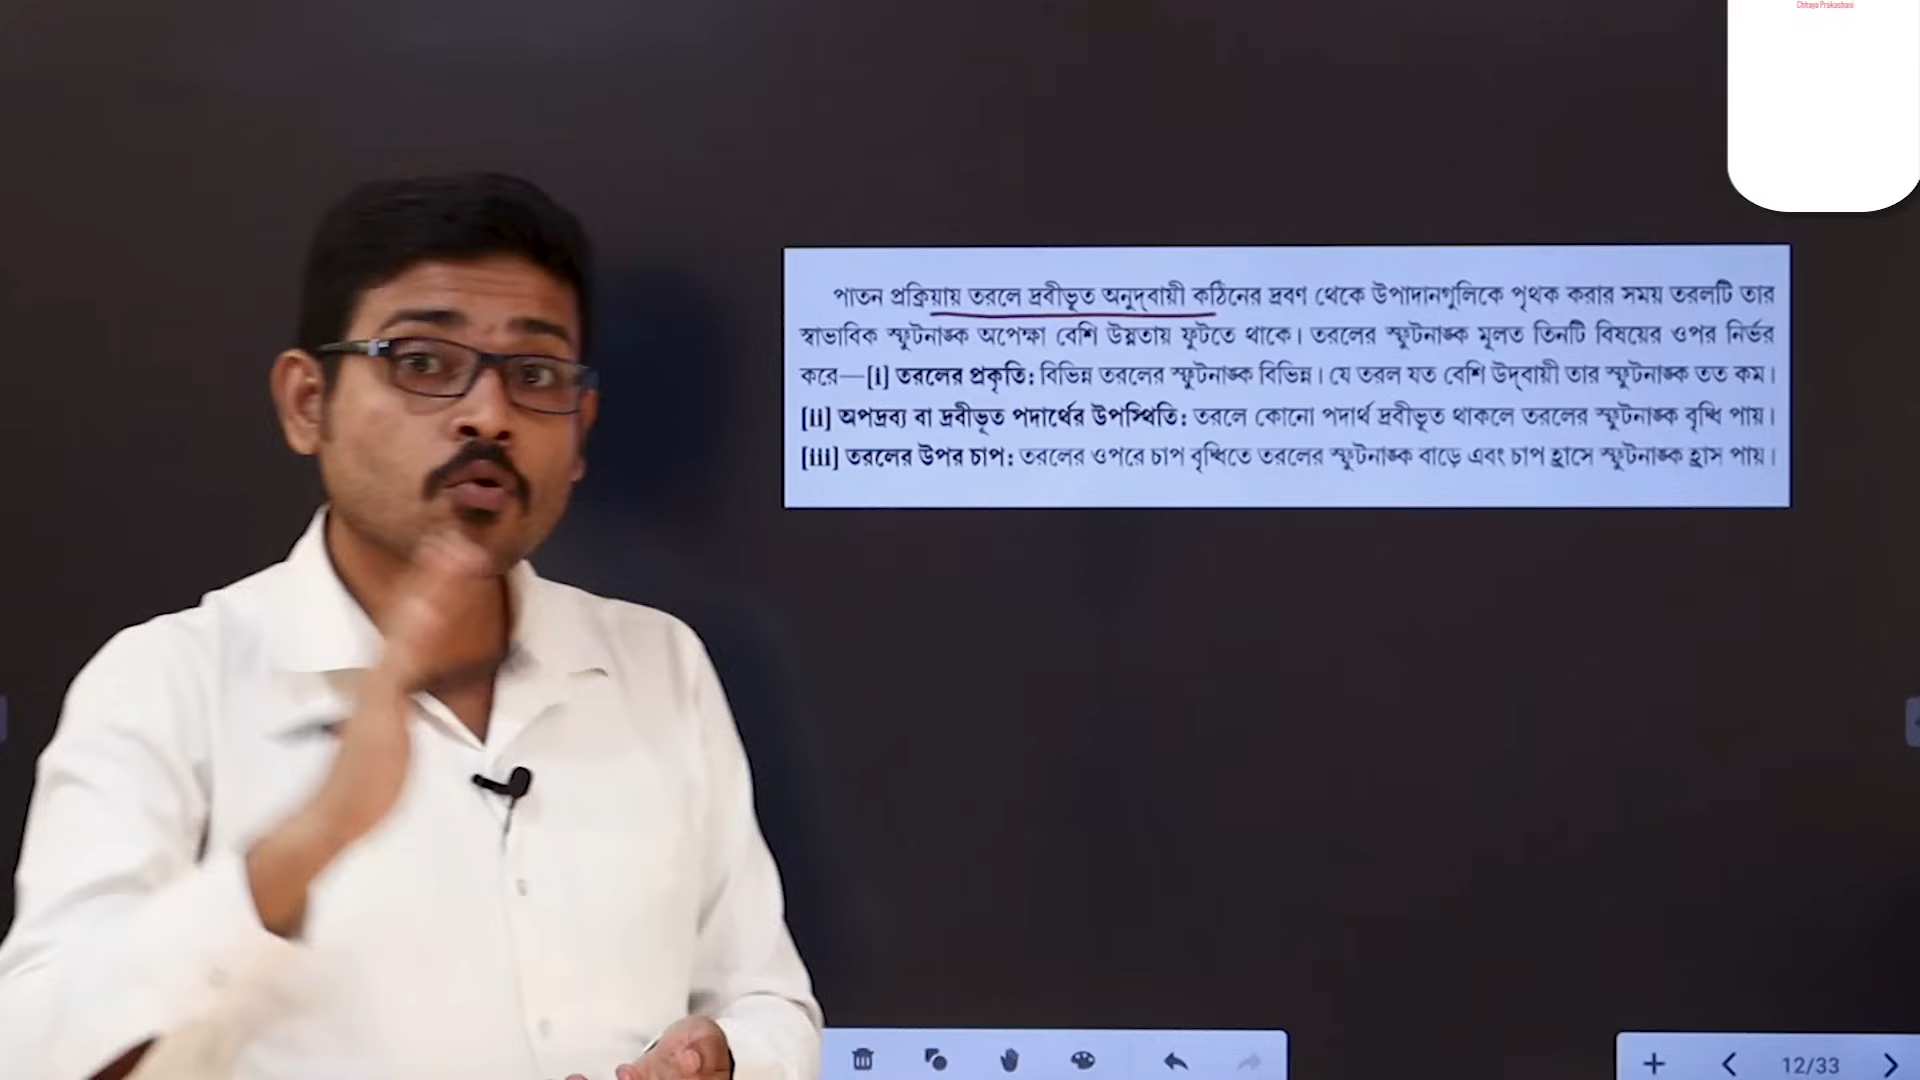 Chhaya Prakashani
পাতন প্রক্রিয়ায় তরলে দ্রবীভূত অনুদ্‌বায়ী কঠিনের দ্রবণ থেকে উপাদানগুলিকে পৃথক করার সময় তরলটি তার
স্বাভাবিক স্ফুটনাঙ্ক অপেক্ষা বেশি উষ্ণতায় ফুটতে থাকে। তরলের স্ফুটনাঙ্ক মূলত তিনটি বিষয়ের ওপর নির্ভর
করে—[i] তরলের প্রকৃতি: বিভিন্ন তরলের স্ফুটনাঙ্ক বিভিন্ন। যে তরল যত বেশি উদ্‌বায়ী তার স্ফুটনাঙ্ক তত কম।
[ii] অপদ্রব্য বা দ্রবীভূত পদার্থের উপস্থিতি: তরলে কোনো পদার্থ দ্রবীভূত থাকলে তরলের স্ফুটনাঙ্ক বৃদ্ধি পায়।
[iii] তরলের উপর চাপ: তরলের ওপরে চাপ বৃদ্ধিতে তরলের স্ফুটনাঙ্ক বাড়ে এবং চাপ হ্রাসে স্ফুটনাঙ্ক হ্রাস পায়।
12/33